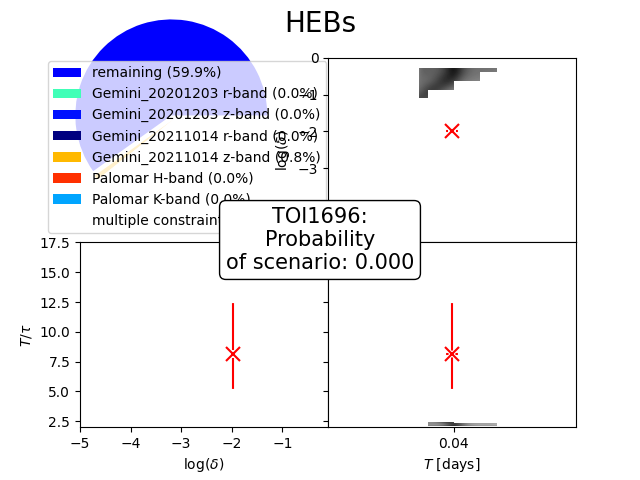 HEBs
remaining (59.9%)
Gemini_20201203 r-band (0.0%)
Gemini_20201203 z-band (0.0%)
Gemini_20211014 r-band (0.0%)
Gemini_20211014 z-band (0.8%)
Palomar H-band (0.0%)
Palomar K-band (0.0%)
multiple
0
−1
−2
−3
log(δ)
TOI1696:
Probability
of scenario: 0.000
17.5
15.0
12.5
10.0
7.5
5.0
2.5
T/τ
−5
−4
−3
−2
−1
log(δ)
0.04
T [days]